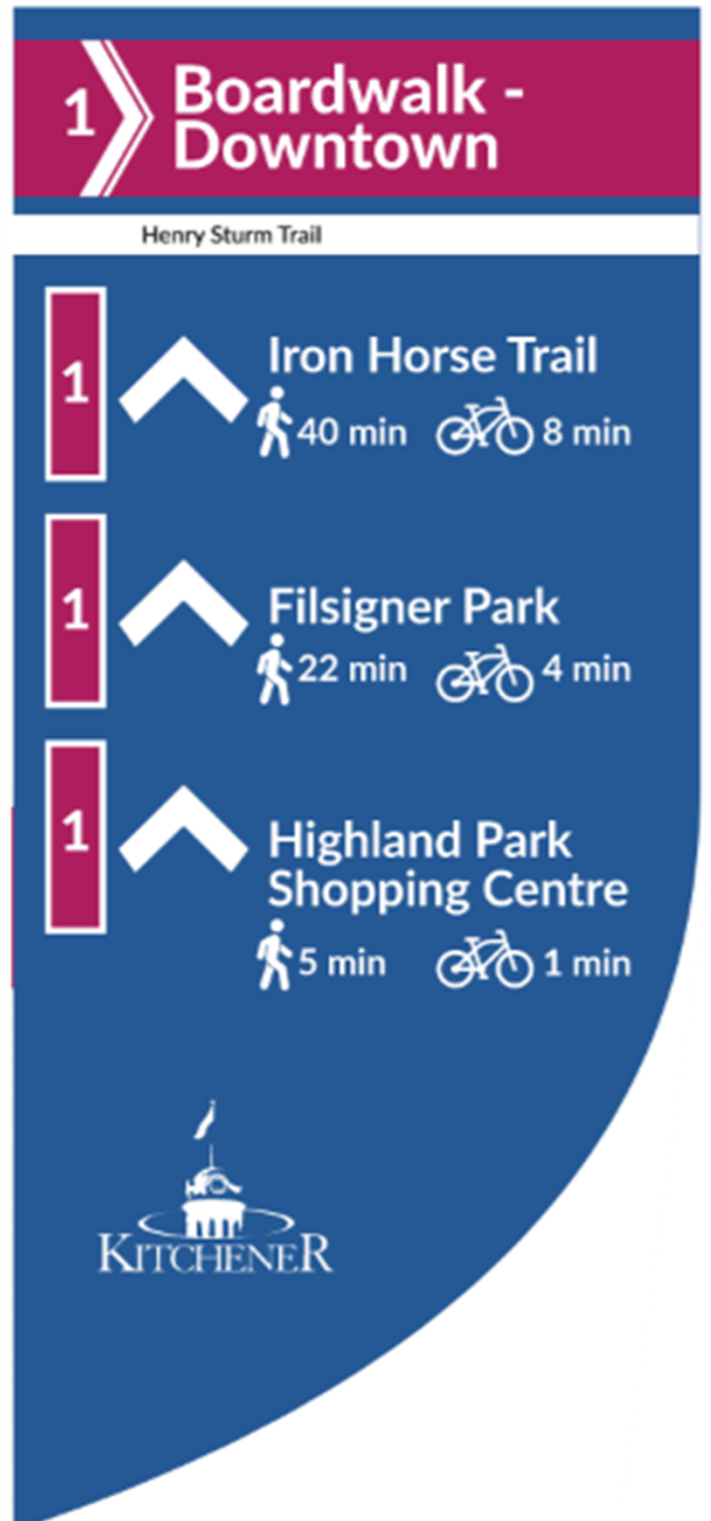 1 Boardwalk -
Downtown
Henry Sturm Trail
1 Iron Horse Trail
40 min 8 min
1 Filsigner Park
22 min 4 min
1 Highland Park
Shopping Centre
5 min 1 min
KITCHENER